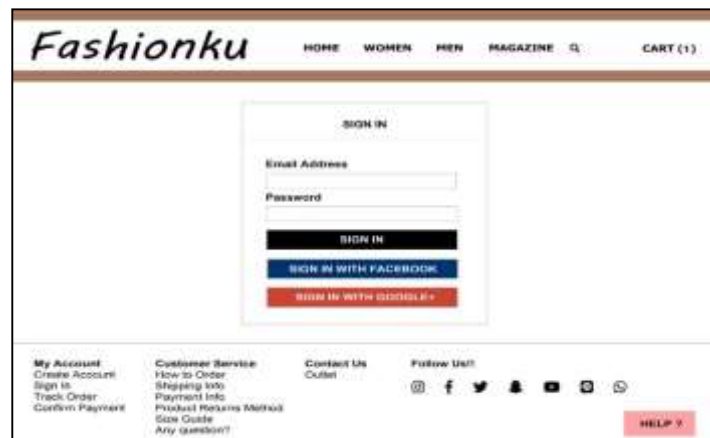 Fashionku HOME WOMEN MEN MAGAZINE CART (1)
SIGN IN
Email Address
Password
SIGN IN
SIGN IN WITH FACEBOOK
SIGN IN WITH GOOGLE+
My Account
Create Account
Sign In
Track Order
Confirm Payment
Customer Service
How to Order
Shipping Info
Payment Info
Product Returns Method
Size Guide
Any question?
Contact Us
Outlet
Follow Us!!
HELP ?